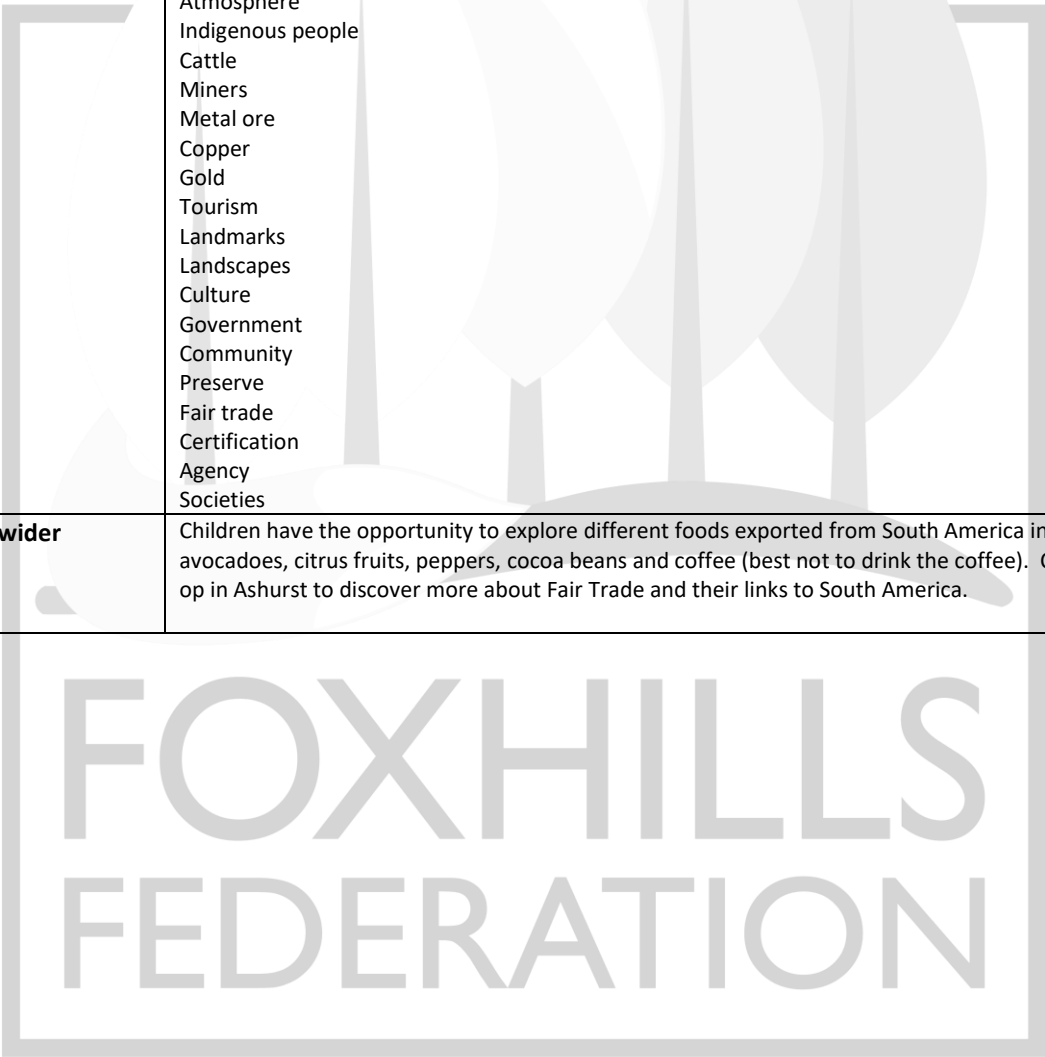 Atmosphere
Indigenous people
Cattle
Miners
Metal ore
Copper
Gold
Tourism
Landmarks
Landscapes
Culture
Government
Community
Preserve
Fair trade
Certification
Agency
Societies
wider
Children have the opportunity to explore different foods exported from South America in
avocadoes, citrus fruits, peppers, cocoa beans and coffee (best not to drink the coffee).
op in Ashurst to discover more about Fair Trade and their links to South America.
FOXHILLS
FEDERATION